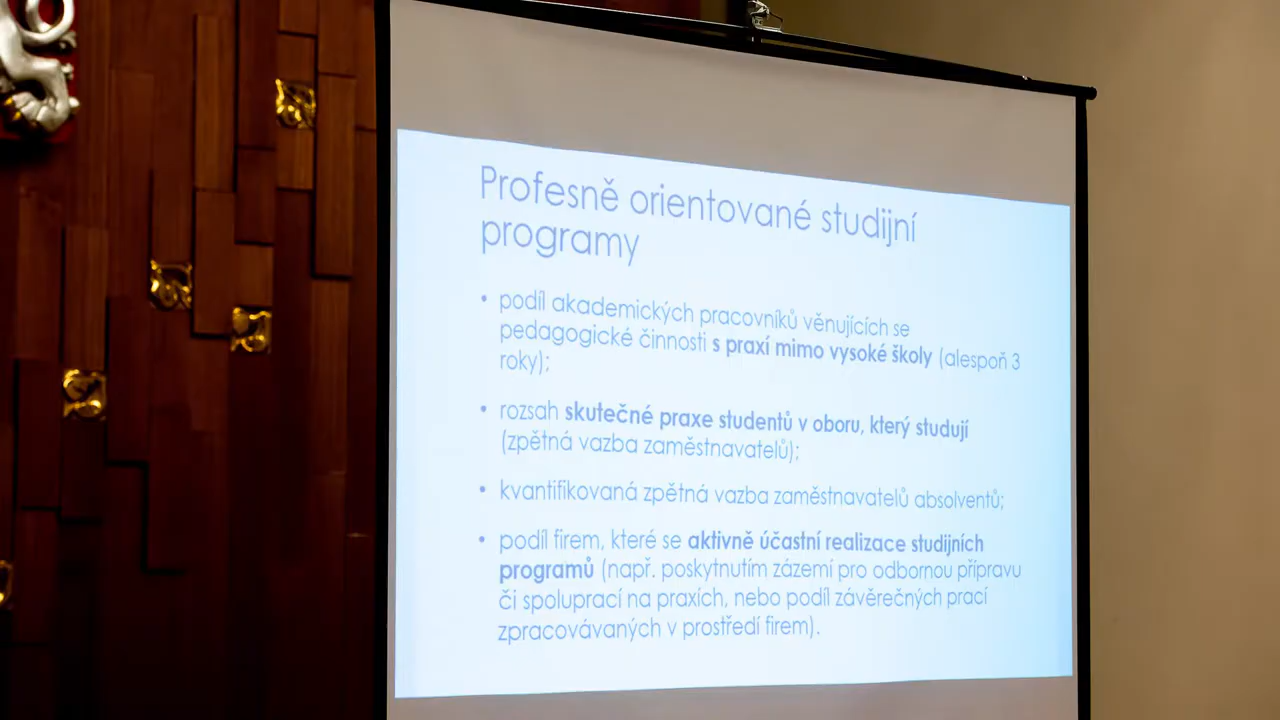 Profesně orientované studijní
programy
• podíl akademických pracovníků věnujících se
pedagogické činnosti s praxí mimo vysoké školy (alespoň 3
roky);
• rozsah skutečné praxe studentů v oboru, který studují
(zpětná vazba zaměstnavatelů);
• kvantifikovaná zpětná vazba zaměstnavatelů absolventů;
• podíl firem, které se aktivně účastní realizace studijních
programů (např. poskytnutím zázemí pro odbornou přípravu
či spoluprací na praxích, nebo podíl závěrečných prací
zpracovávaných v prostředí firem).